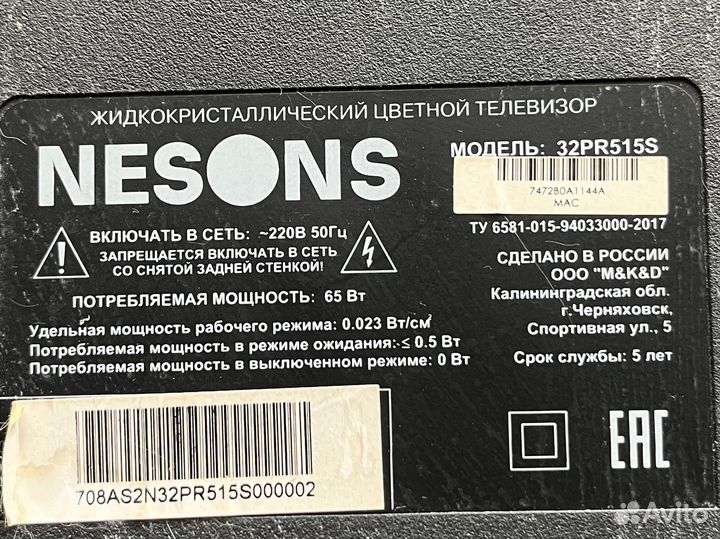 ЖИДКОКРИСТАЛЛИЧЕСКИЙ ЦВЕТНОЙ ТЕЛЕВИЗОР
NESONS
МОДЕЛЬ: 32PR515S
7472B0A1144A
MAC
ТУ 6581-015-94033000-2017
ВКЛЮЧАТЬ В СЕТЬ: ~220В 50Гц
ЗАПРЕЩАЕТСЯ ВКЛЮЧАТЬ В СЕТЬ
СО СНЯТОЙ ЗАДНЕЙ СТЕНКОЙ!
СДЕЛАНО В РОССИИ
ООО "M&K&D"
Калининградская обл.
г.Черняховск,
Спортивная ул., 5
ПОТРЕБЛЯЕМАЯ МОЩНОСТЬ: 65 Вт
Удельная мощность рабочего режима: 0.023 Вт/см
Потребляемая мощность в режиме ожидания: ≤ 0.5 Вт
Потребляемая мощность в выключенном режиме: 0 Вт
Срок службы: 5 лет
708AS2N32PR515S000002
EAC
Avito